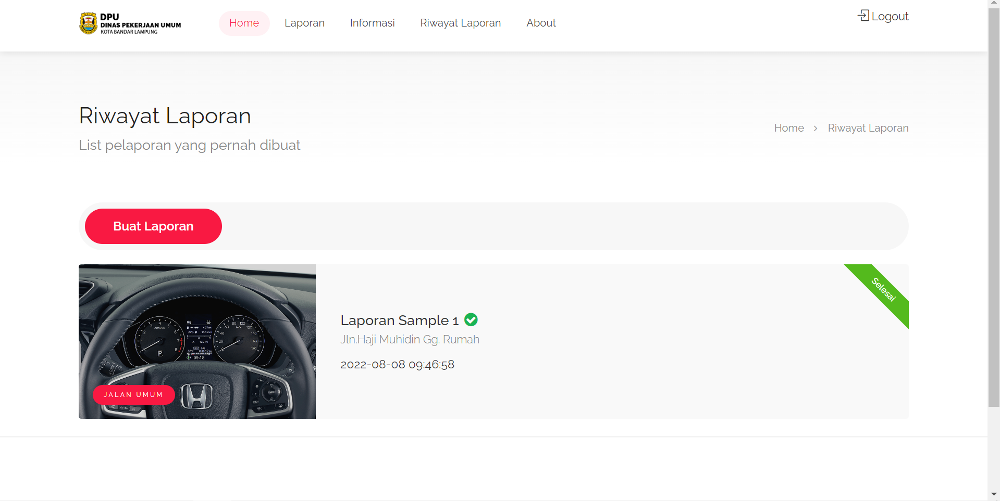 DPU
DINAS PEKERJAAN UMUM
KOTA BANDAR LAMPUNG
Home
Laporan
Informasi
Riwayat Laporan
About
Logout
Riwayat Laporan
List pelaporan yang pernah dibuat
Home > Riwayat Laporan
Buat Laporan
Selesai
Laporan Sample 1
Jln.Haji Muhidin Gg. Rumah
2022-08-08 09:46:58
09:18
JALAN UMUM